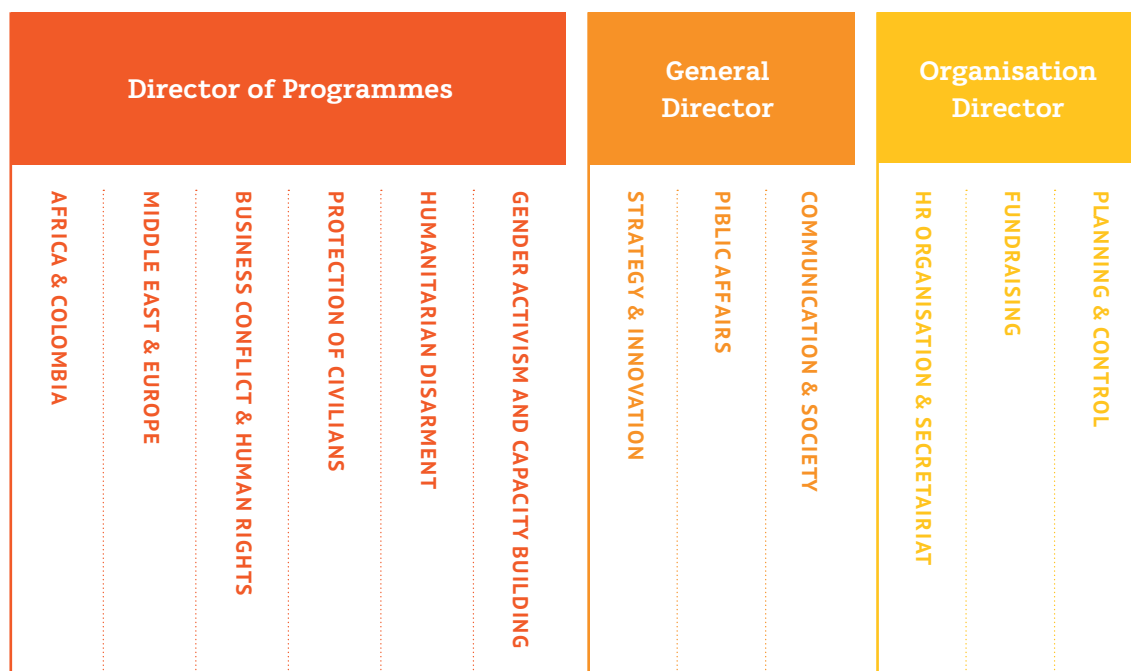 Director of Programmes
AFRICA & COLOMBIA
MIDDLE EAST & EUROPE
BUSINESS CONFLICT & HUMAN RIGHTS
PROTECTION OF CIVILIANS
HUMANITARIAN DISARMENT
GENDER ACTIVISM AND CAPACITY BUILDING
General
Director
STRATEGY & INNOVATION
PIBLIC AFFAIRS
COMMUNICATION & SOCIETY
Organisation
Director
HR ORGANISATION & SECRETAIRIAT
FUNDRAISING
PLANNING & CONTROL